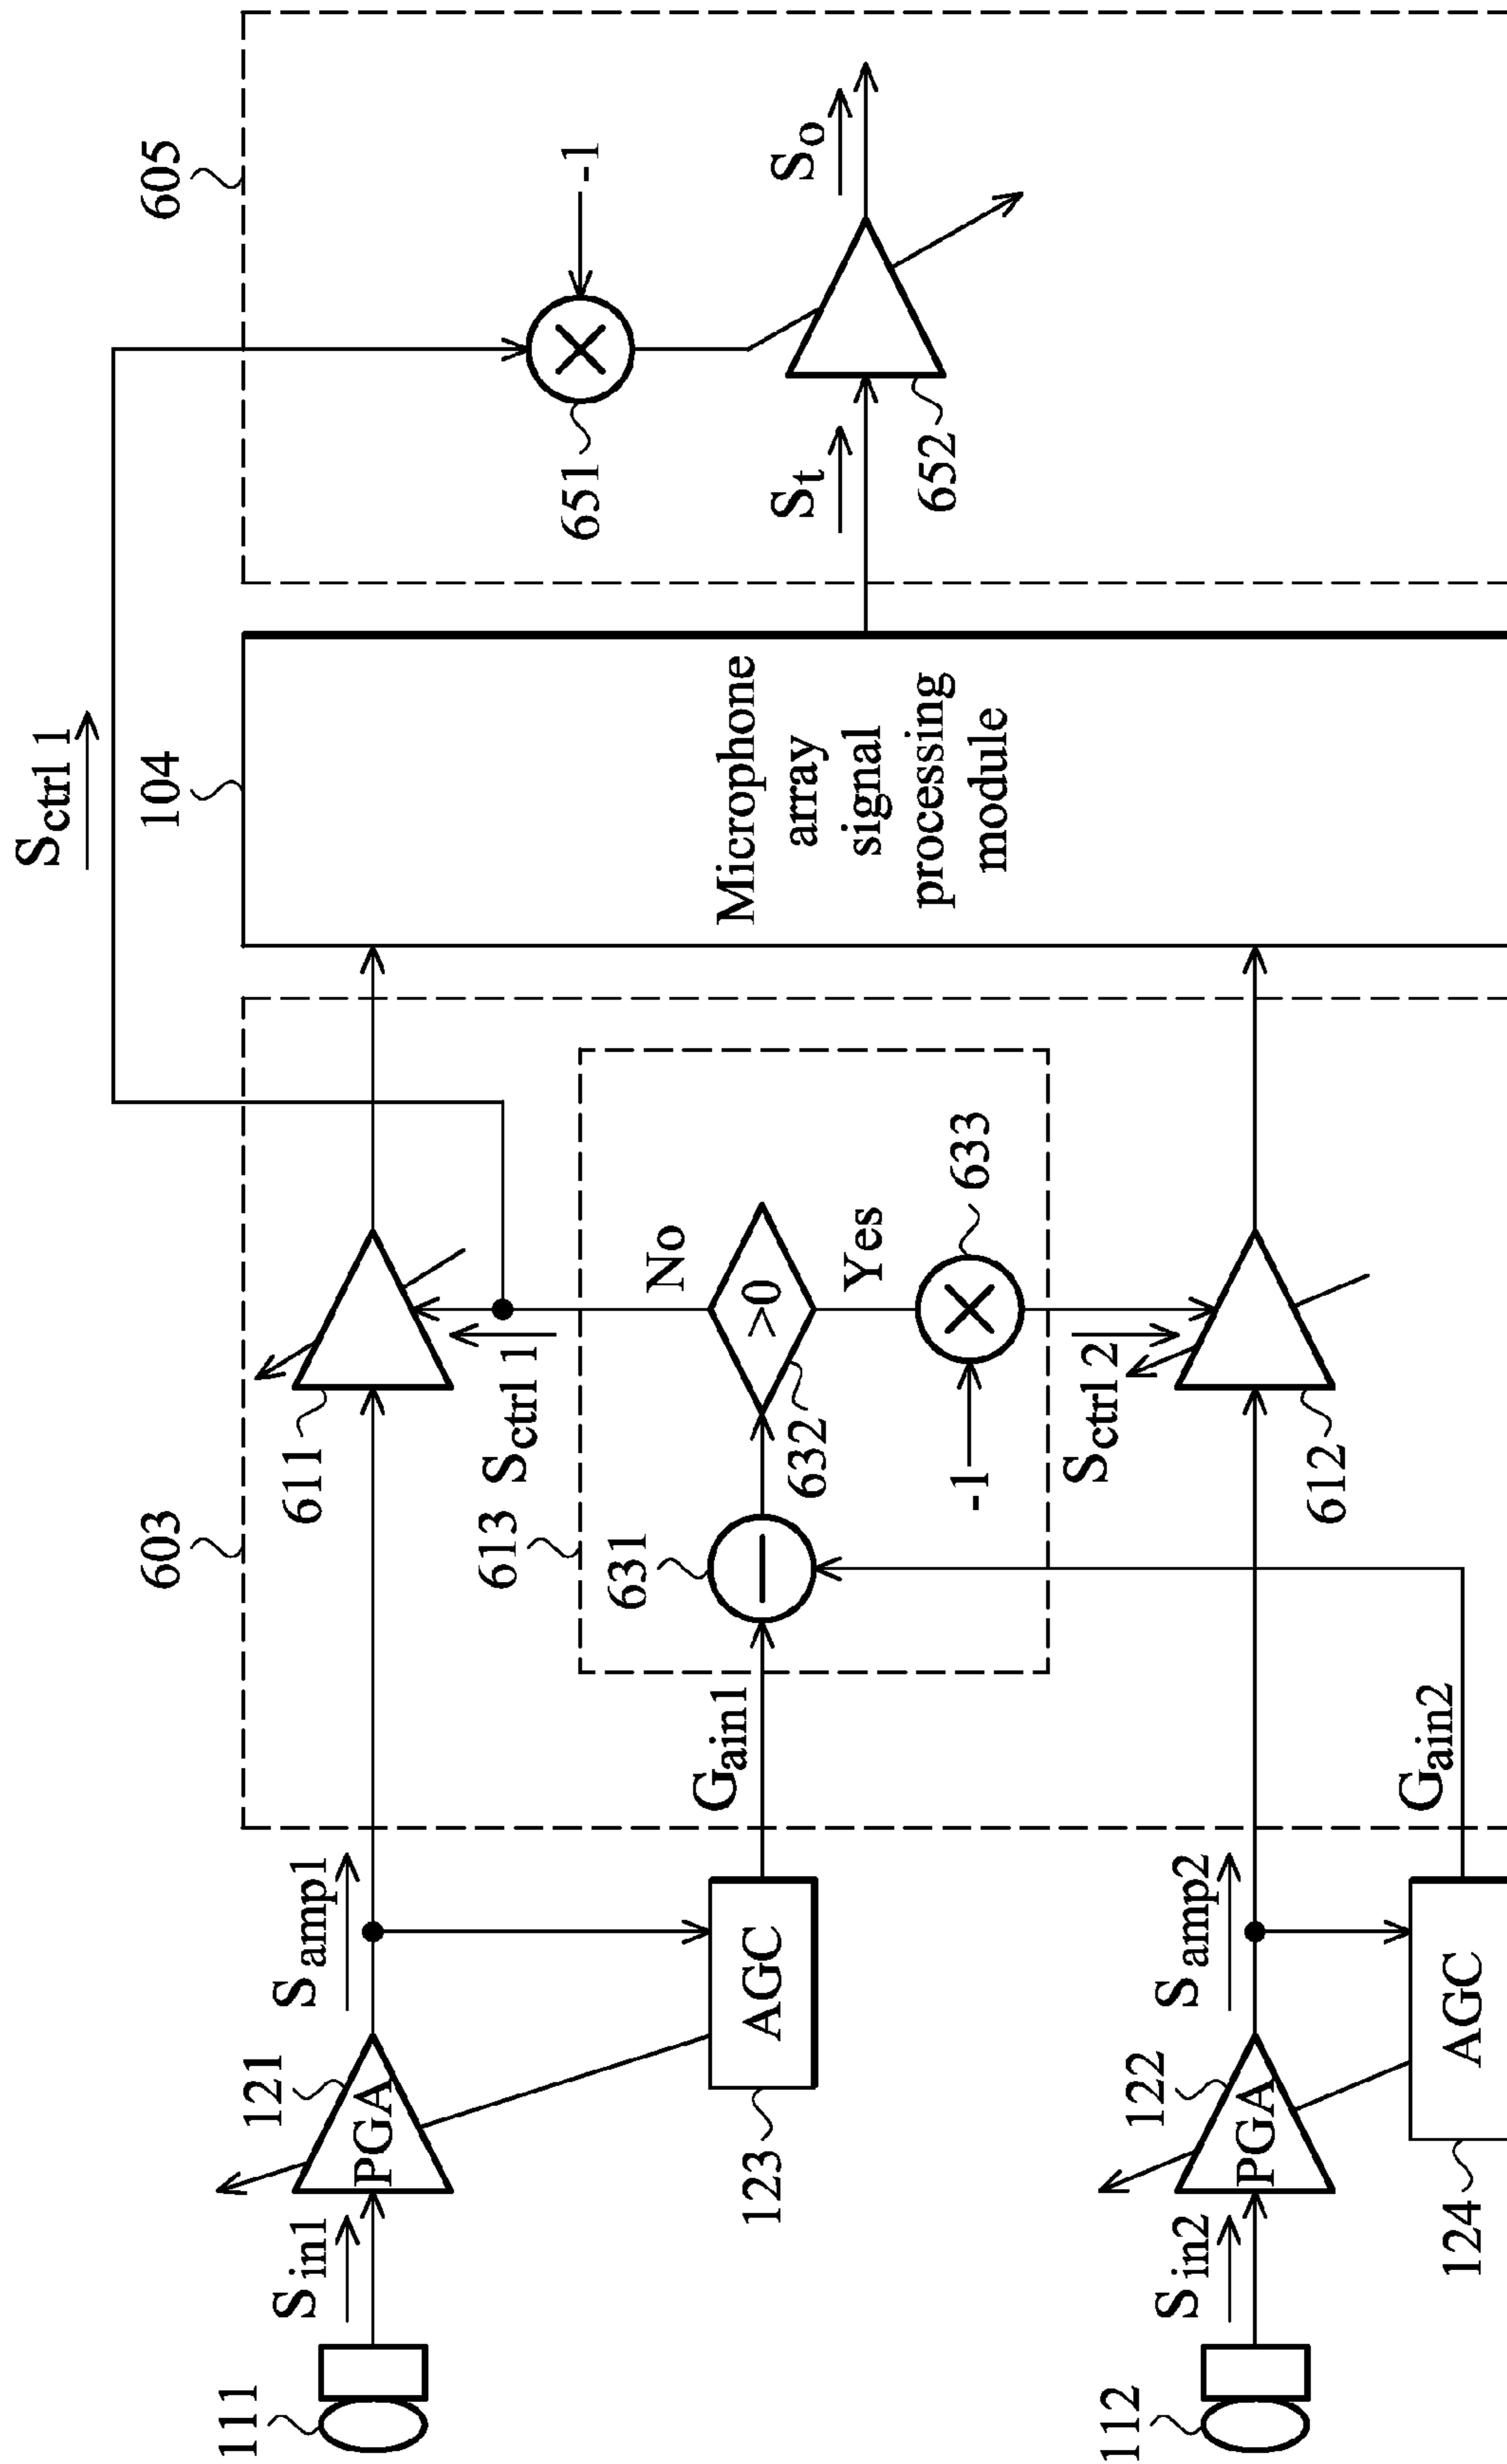 Sctrl 1
603
104
605
111
Sin1
121
PGA
Samp1
611
123
AGC
Gain1
613
Sctrl 1
631
632
>0
No
Yes
-1
633
Sctrl 2
Microphone
array
signal
processing
module
651
-1
St
652
So
112
Sin2
122
PGA
Samp2
612
124
AGC
Gain2